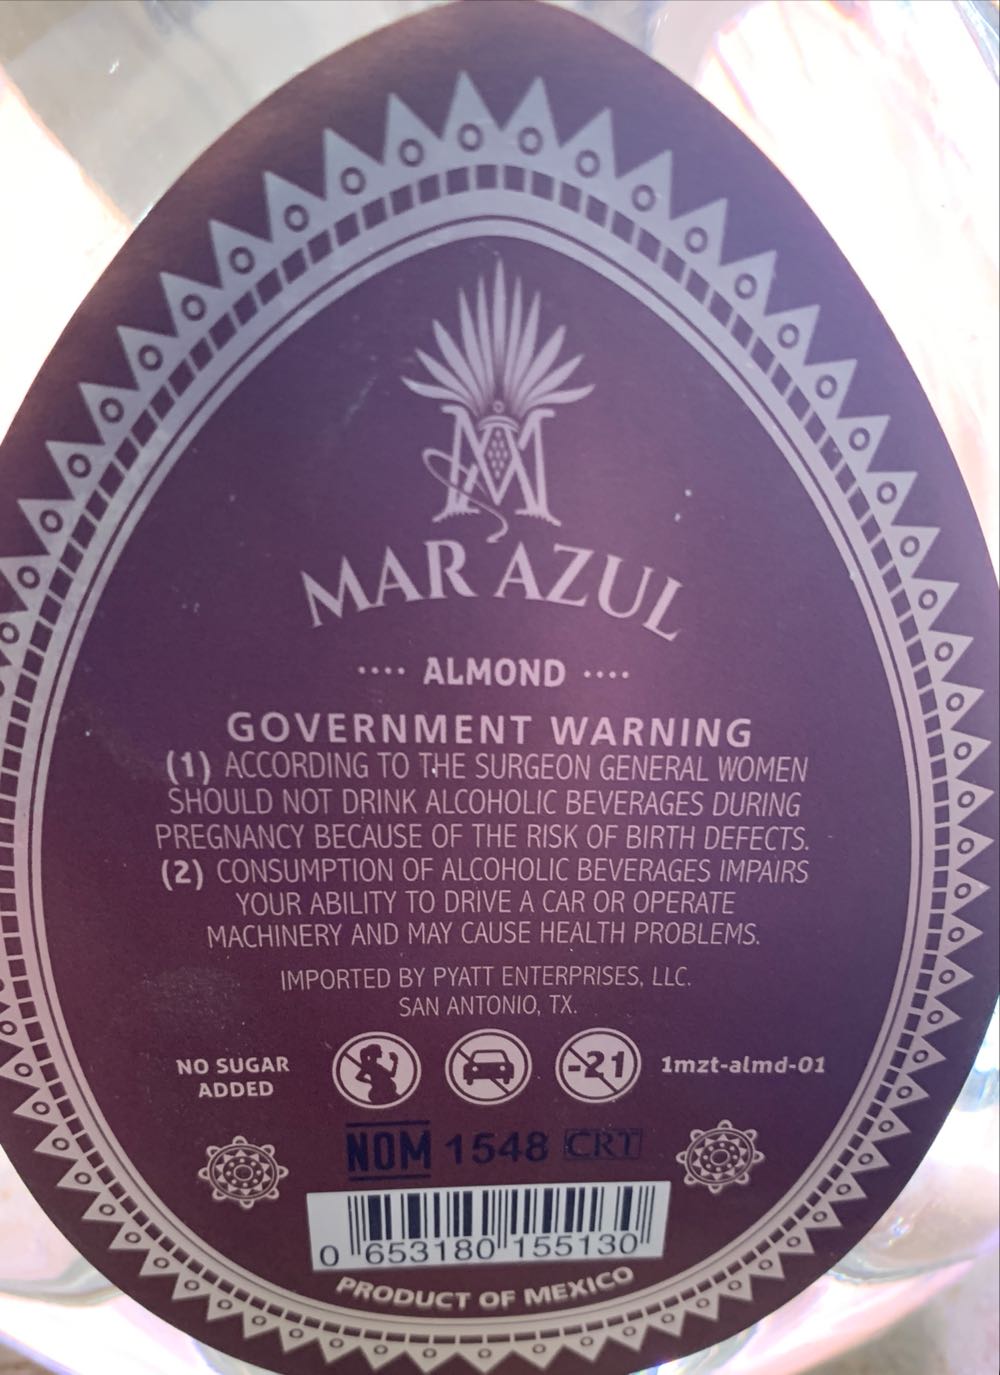 MAR AZUL
ALMOND
GOVERNMENT WARNING
(1) ACCORDING TO THE SURGEON GENERAL WOMEN
SHOULD NOT DRINK ALCOHOLIC BEVERAGES DURING
PREGNANCY BECAUSE OF THE RISK OF BIRTH DEFECTS.
(2) CONSUMPTION OF ALCOHOLIC BEVERAGES IMPAIRS
YOUR ABILITY TO DRIVE A CAR OR OPERATE
MACHINERY AND MAY CAUSE HEALTH PROBLEMS.
IMPORTED BY PYATT ENTERPRISES, LLC.
SAN ANTONIO, TX.
NO SUGAR
ADDED
-21
1mzt-almd-01
NOM 1548 CRT
0 653180 155130
PRODUCT OF MEXICO